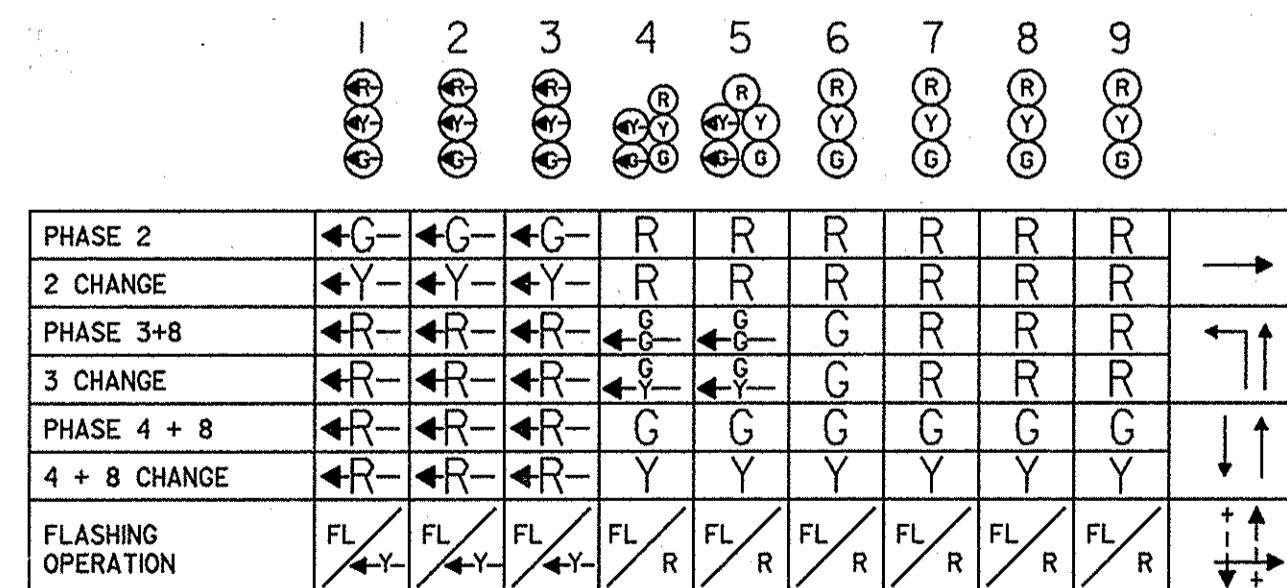 1 2 3 4 5 6 7 8 9
R R R R R R R R R
Y Y Y Y Y Y Y Y Y Y Y
G G G G G G G G G G G
PHASE 2 G G G R R R R R R
2 CHANGE Y Y Y R R R R R R
PHASE 3+8 R R R G G G G G R R R
3 CHANGE R R R G Y G Y G R R R
PHASE 4 + 8 R R R G G G G G G
4 + 8 CHANGE R R R Y Y Y Y Y Y
FLASHING FL FL FL FL FL FL FL FL FL
OPERATION Y Y Y R R R R R R